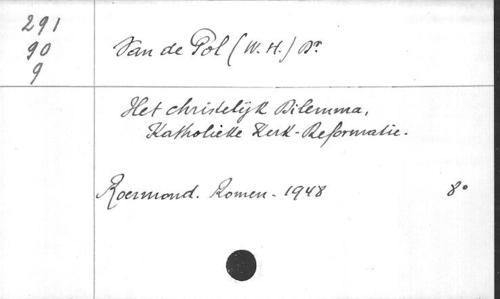 291
90
9
Van de Pol (W. H.) Dr.
Het christelijk Dilemma,
Katholieke Kerk - Reformatie.
Roermond. Romen - 1948 8°